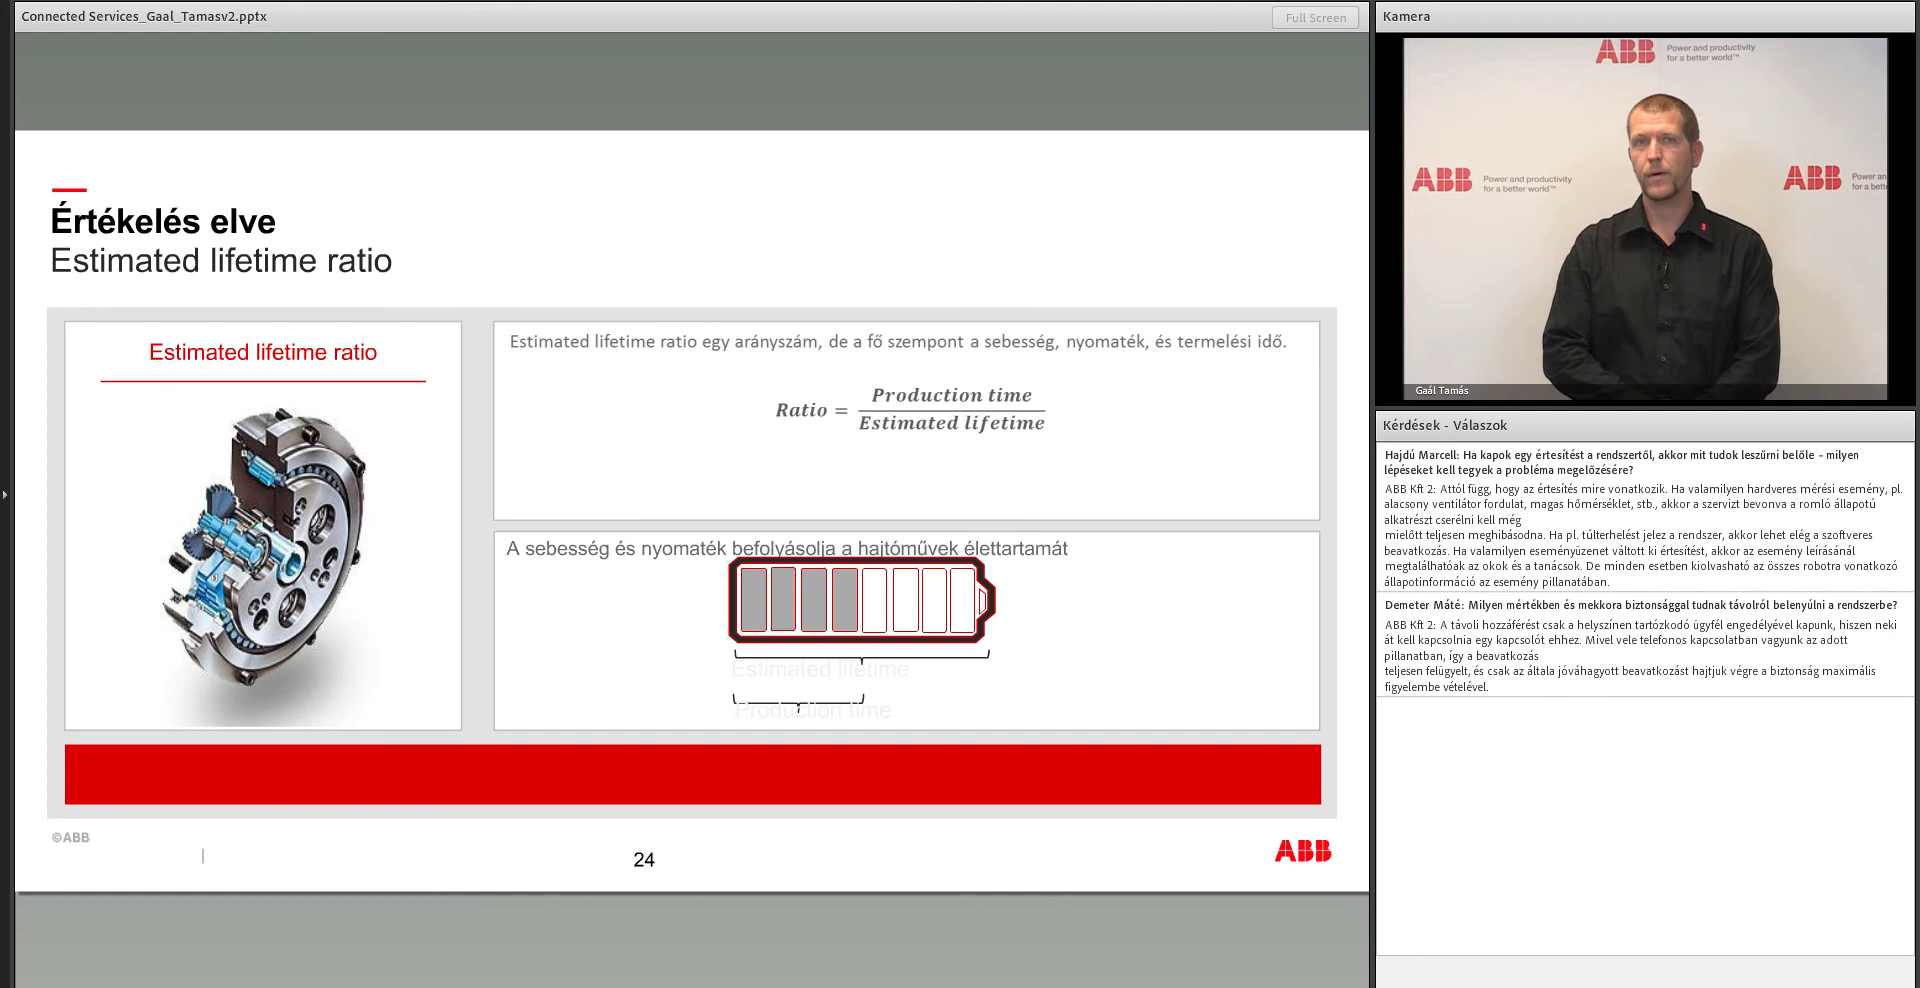 Connected Services_Gaal_Tamasv2.pptx
Full Screen
Értékelés elve
Estimated lifetime ratio
Estimated lifetime ratio
Estimated lifetime ratio egy arányszám, de a fő szempont a sebesség, nyomaték, és termelési idő.
Ratio = Production time / Estimated lifetime
A sebesség és nyomaték befolyásolja a hajtóművek élettartamát
Estimated lifetime
Production time
©ABB
24
ABB
Kamera
ABB Power and productivity
for a better world™
ABB Power and productivity
for a better world™
ABB Power an
for a bett
Gaál Tamás
Kérdések - Válaszok
Hajdú Marcell: Ha kapok egy értesítést a rendszertől, akkor mit tudok leszűrni belőle – milyen
lépéseket kell tegyek a probléma megelőzésére?
ABB Kft 2: Attól függ, hogy az értesítés mire vonatkozik. Ha valamilyen hardveres mérési esemény, pl.
alacsony ventilátor fordulat, magas hőmérséklet, stb., akkor a szervizt bevonva a romló állapotú
alkatrészt cserélni kell még
mielőtt teljesen meghibásodna. Ha pl. túlterhelést jelez a rendszer, akkor lehet elég a szoftveres
beavatkozás. Ha valamilyen eseményüzenet váltott ki értesítést, akkor az esemény leírásánál
megtalálhatóak az okok és a tanácsok. De minden esetben kiolvasható az összes robotra vonatkozó
állapotinformáció az esemény pillanatában.
Demeter Máté: Milyen mértékben és mekkora biztonsággal tudnak távolról belenyúlni a rendszerbe?
ABB Kft 2: A távoli hozzáférést csak a helyszínen tartózkodó ügyfél engedélyével kapunk, hiszen neki
át kell kapcsolnia egy kapcsolót ehhez. Mivel vele telefonos kapcsolatban vagyunk az adott
pillanatban, így a beavatkozás
teljesen felügyelt, és csak az általa jóváhagyott beavatkozást hajtjuk végre a biztonság maximális
figyelembe vételével.